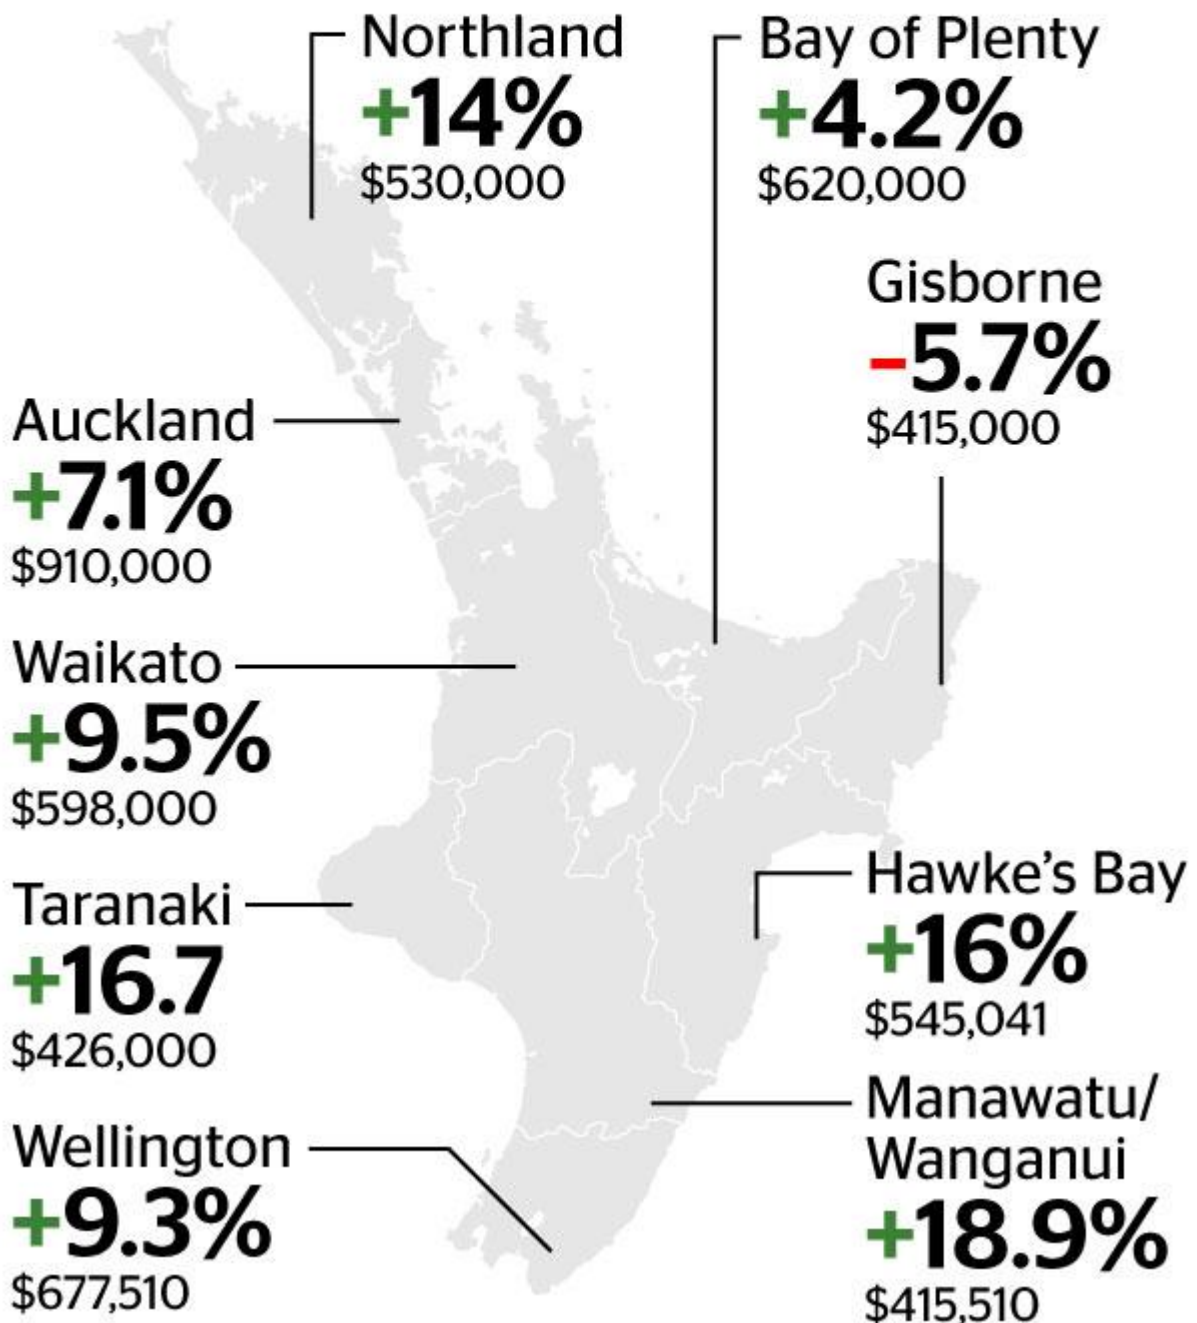 Northland
+14%
$530,000
Bay of Plenty
+4.2%
$620,000
Gisborne
-5.7%
$415,000
Auckland
+7.1%
$910,000
Waikato
+9.5%
$598,000
Taranaki
+16.7
$426,000
Hawke’s Bay
+16%
$545,041
Wellington
+9.3%
$677,510
Manawatu/
Wanganui
+18.9%
$415,510